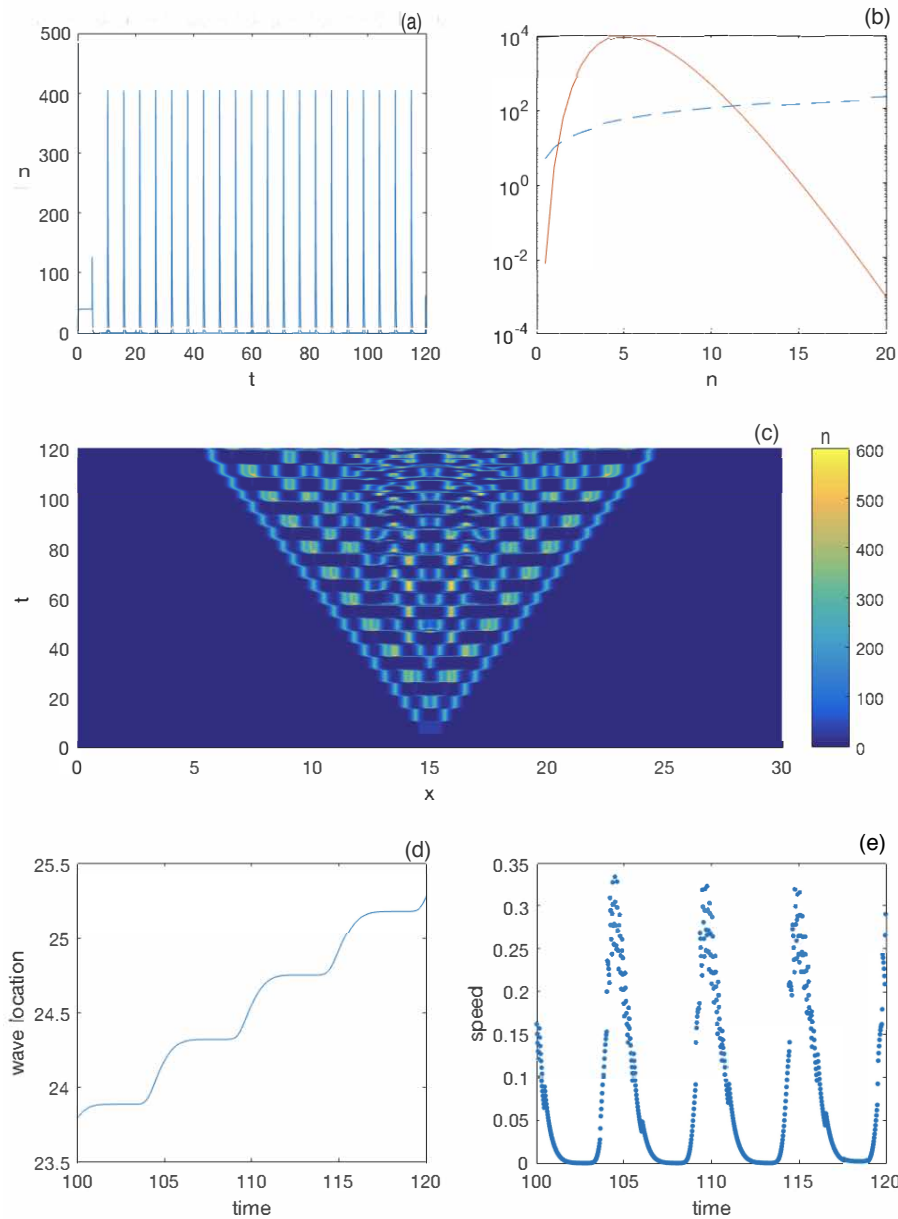 (a)
500
400
300
200
100
0
n
0 20 40 60 80 100 120
t
(b)
10^4
10^2
10^0
10^-2
10^-4
0 5 10 15 20
n
(c)
120
100
80
60
40
20
0
t
0 5 10 15 20 25 30
x
n
600
500
400
300
200
100
0
(d)
25.5
25
24.5
24
23.5
wave location
100 105 110 115 120
time
(e)
0.35
0.3
0.25
0.2
0.15
0.1
0.05
0
speed
100 105 110 115 120
time